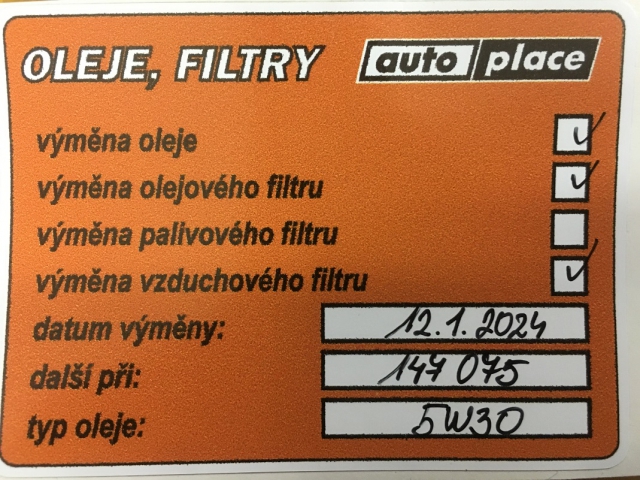 OLEJE, FILTRY auto place
výměna oleje
výměna olejového filtru
výměna palivového filtru
výměna vzduchového filtru
datum výměny: 12.1.2024
další při: 147 075
typ oleje: 5W30